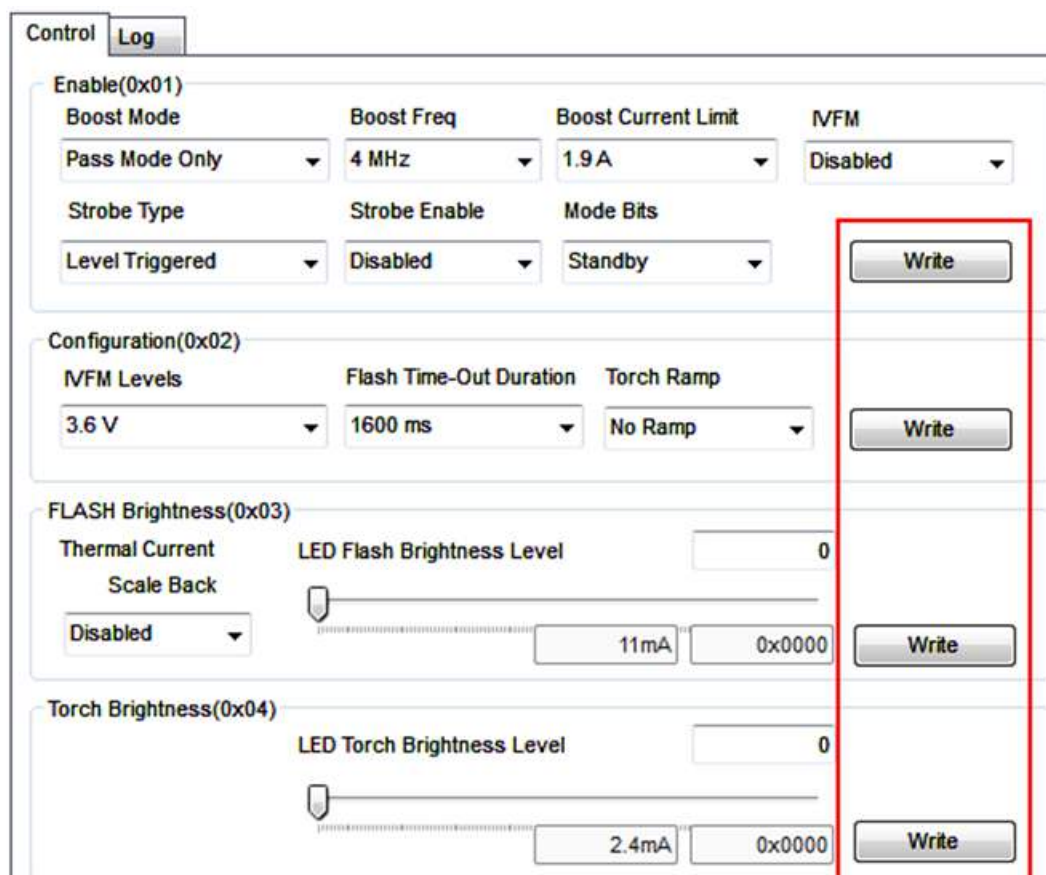 Control Log
Enable(0x01)
Boost Mode Boost Freq Boost Current Limit IVFM
Pass Mode Only 4 MHz 1.9 A Disabled
Strobe Type Strobe Enable Mode Bits
Level Triggered Disabled Standby Write
Configuration(0x02)
IVFM Levels Flash Time-Out Duration Torch Ramp
3.6 V 1600 ms No Ramp Write
FLASH Brightness(0x03)
Thermal Current LED Flash Brightness Level 0
Scale Back
Disabled
11mA 0x0000 Write
Torch Brightness(0x04)
LED Torch Brightness Level 0
2.4mA 0x0000 Write